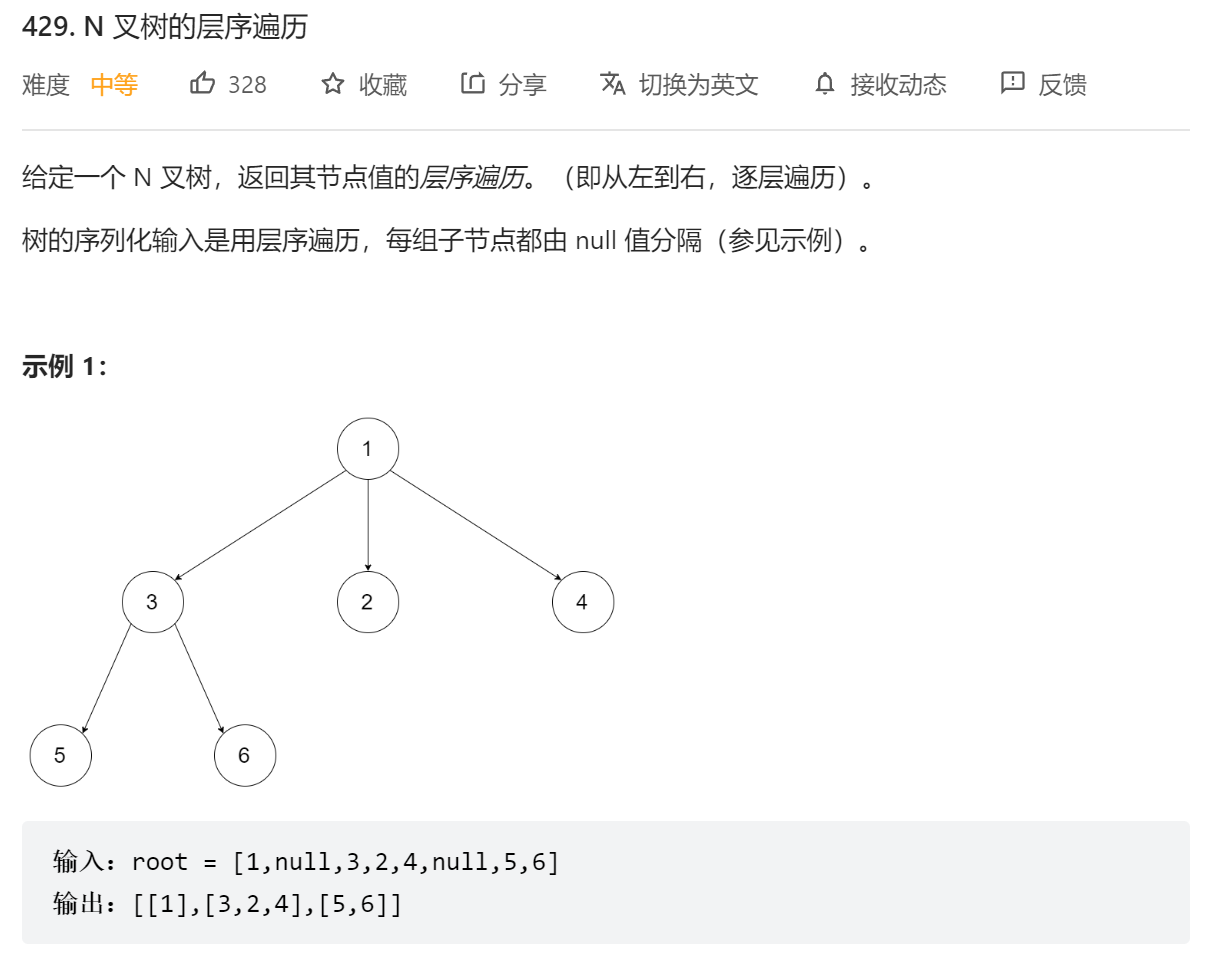 429. N 叉树的层序遍历
难度 中等 328 收藏 分享 切换为英文 接收动态 反馈
给定一个 N 叉树，返回其节点值的层序遍历。（即从左到右，逐层遍历）。
树的序列化输入是用层序遍历，每组子节点都由 null 值分隔（参见示例）。
示例 1：
1
3 2 4
5 6
输入：root = [1,null,3,2,4,null,5,6]
输出：[[1],[3,2,4],[5,6]]